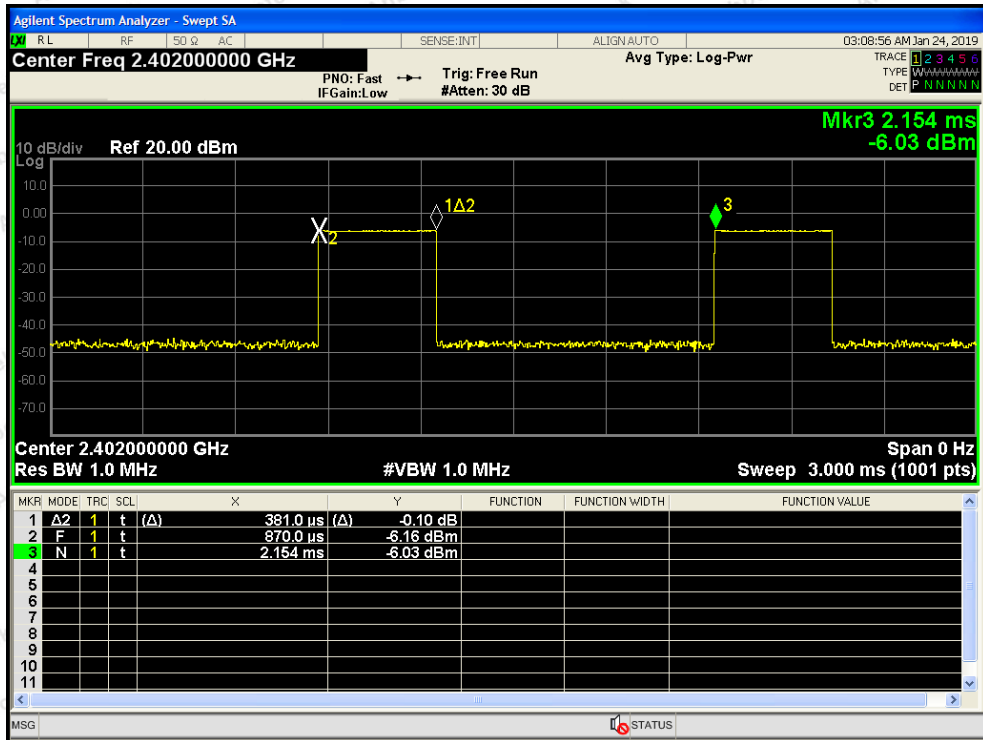 Agilent Spectrum Analyzer - Swept SA
LXI RL RF 50 Ω AC SENSE:INT ALIGN AUTO 03:08:56 AM Jan 24, 2019
Center Freq 2.402000000 GHz Avg Type: Log-Pwr TRACE 1 2 3 4 5 6
PNO: Fast Trig: Free Run TYPE WWWWWW
IFGain:Low #Atten: 30 dB DET P N N N N N
Mkr3 2.154 ms
10 dB/div Ref 20.00 dBm -6.03 dBm
Log
10.0
0.00
-10.0
-20.0
-30.0
-40.0
-50.0
-60.0
-70.0
X2
1Δ2
3
Center 2.402000000 GHz Span 0 Hz
Res BW 1.0 MHz #VBW 1.0 MHz Sweep 3.000 ms (1001 pts)
MKR MODE TRC SCL X Y FUNCTION FUNCTION WIDTH FUNCTION VALUE
1 Δ2 1 t (Δ) 381.0 µs (Δ) -0.10 dB
2 F 1 t 870.0 µs -6.16 dBm
3 N 1 t 2.154 ms -6.03 dBm
4
5
6
7
8
9
10
11
MSG STATUS